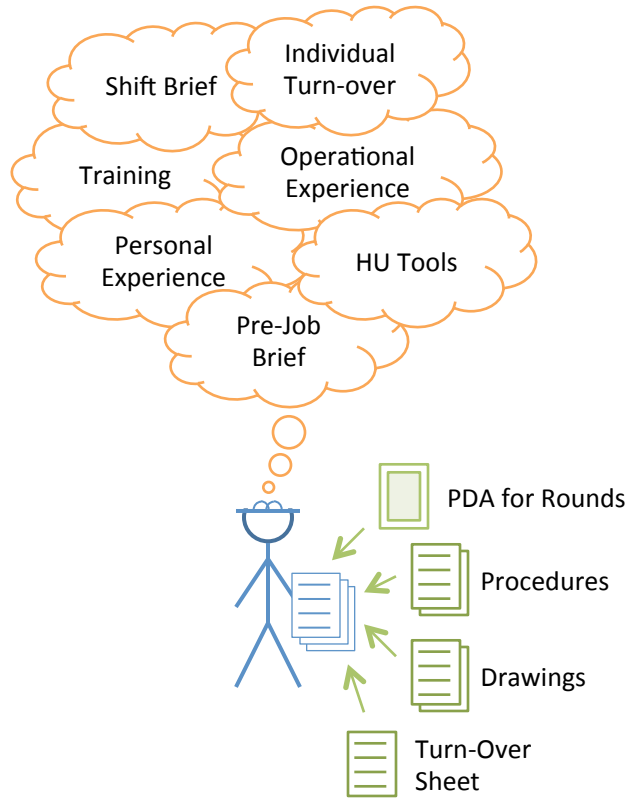 Shift Brief
Individual
Turn-over
Training
Operational
Experience
Personal
Experience
HU Tools
Pre-Job
Brief
PDA for Rounds
Procedures
Drawings
Turn-Over
Sheet